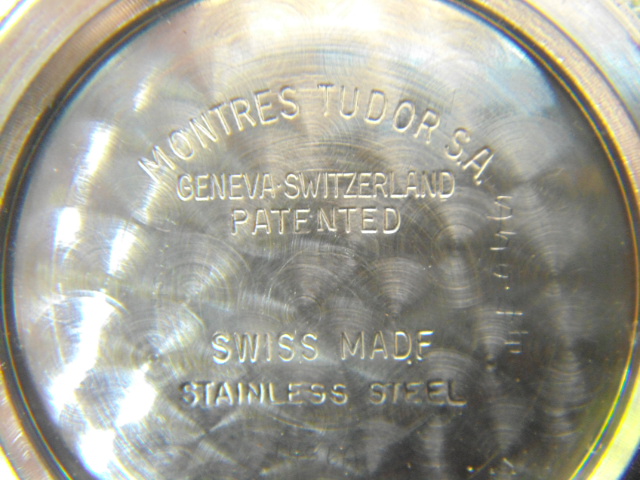 MONTRES TUDOR S.A.
GENEVA-SWITZERLAND
PATENTED
SWISS MADE
STAINLESS STEEL